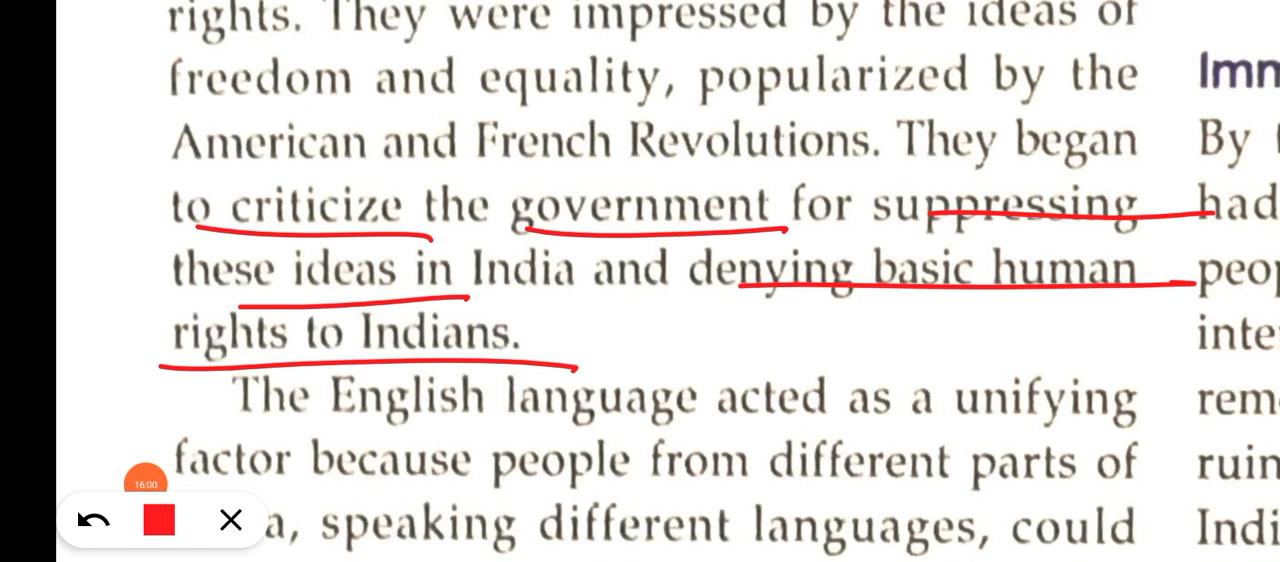 rights. They were impressed by the ideas of
freedom and equality, popularized by the
American and French Revolutions. They began
to criticize the government for suppressing
these ideas in India and denying basic human
rights to Indians.
The English language acted as a unifying
factor because people from different parts of
a, speaking different languages, could
Imm
By
had
peop
inte
rem
ruin
Indi
16:00